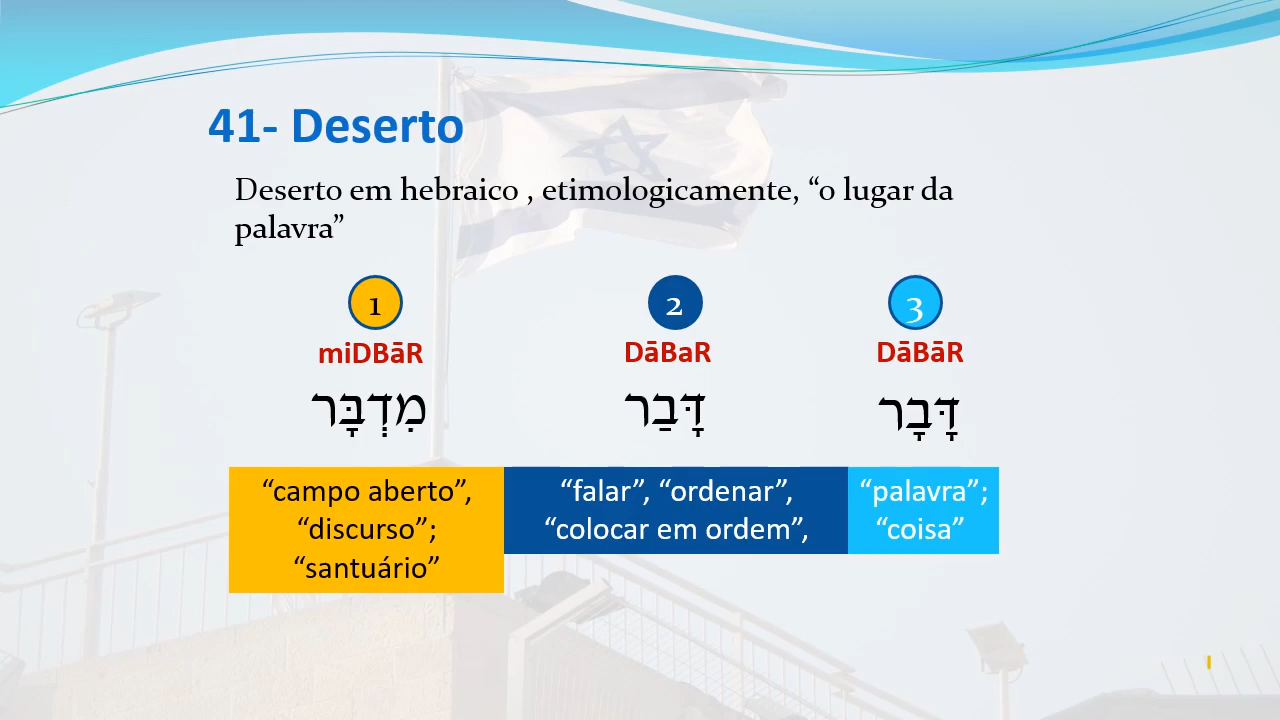 41- Deserto
Deserto em hebraico , etimologicamente, “o lugar da
palavra”
1
2
3
miDBāR
DāBaR
DāBāR
מִדְבָּר
דָּבַר
דָּבָר
“campo aberto”,
“discurso”;
“santuário”
“falar”, “ordenar”,
“colocar em ordem”,
“palavra”;
“coisa”